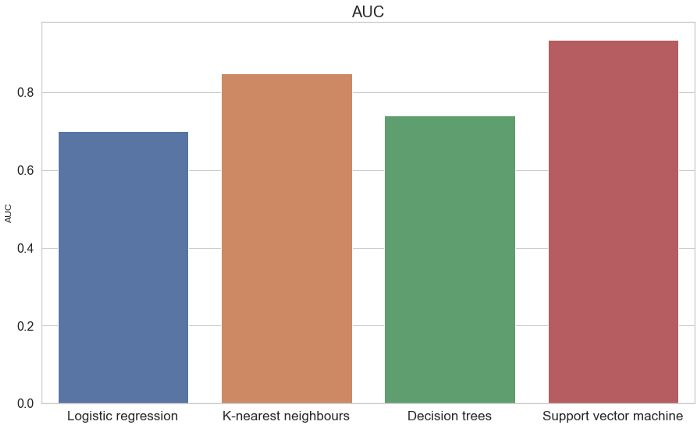 AUC
0.8
0.6
0.4
0.2
0.0
AUC
Logistic regression
K-nearest neighbours
Decision trees
Support vector machine